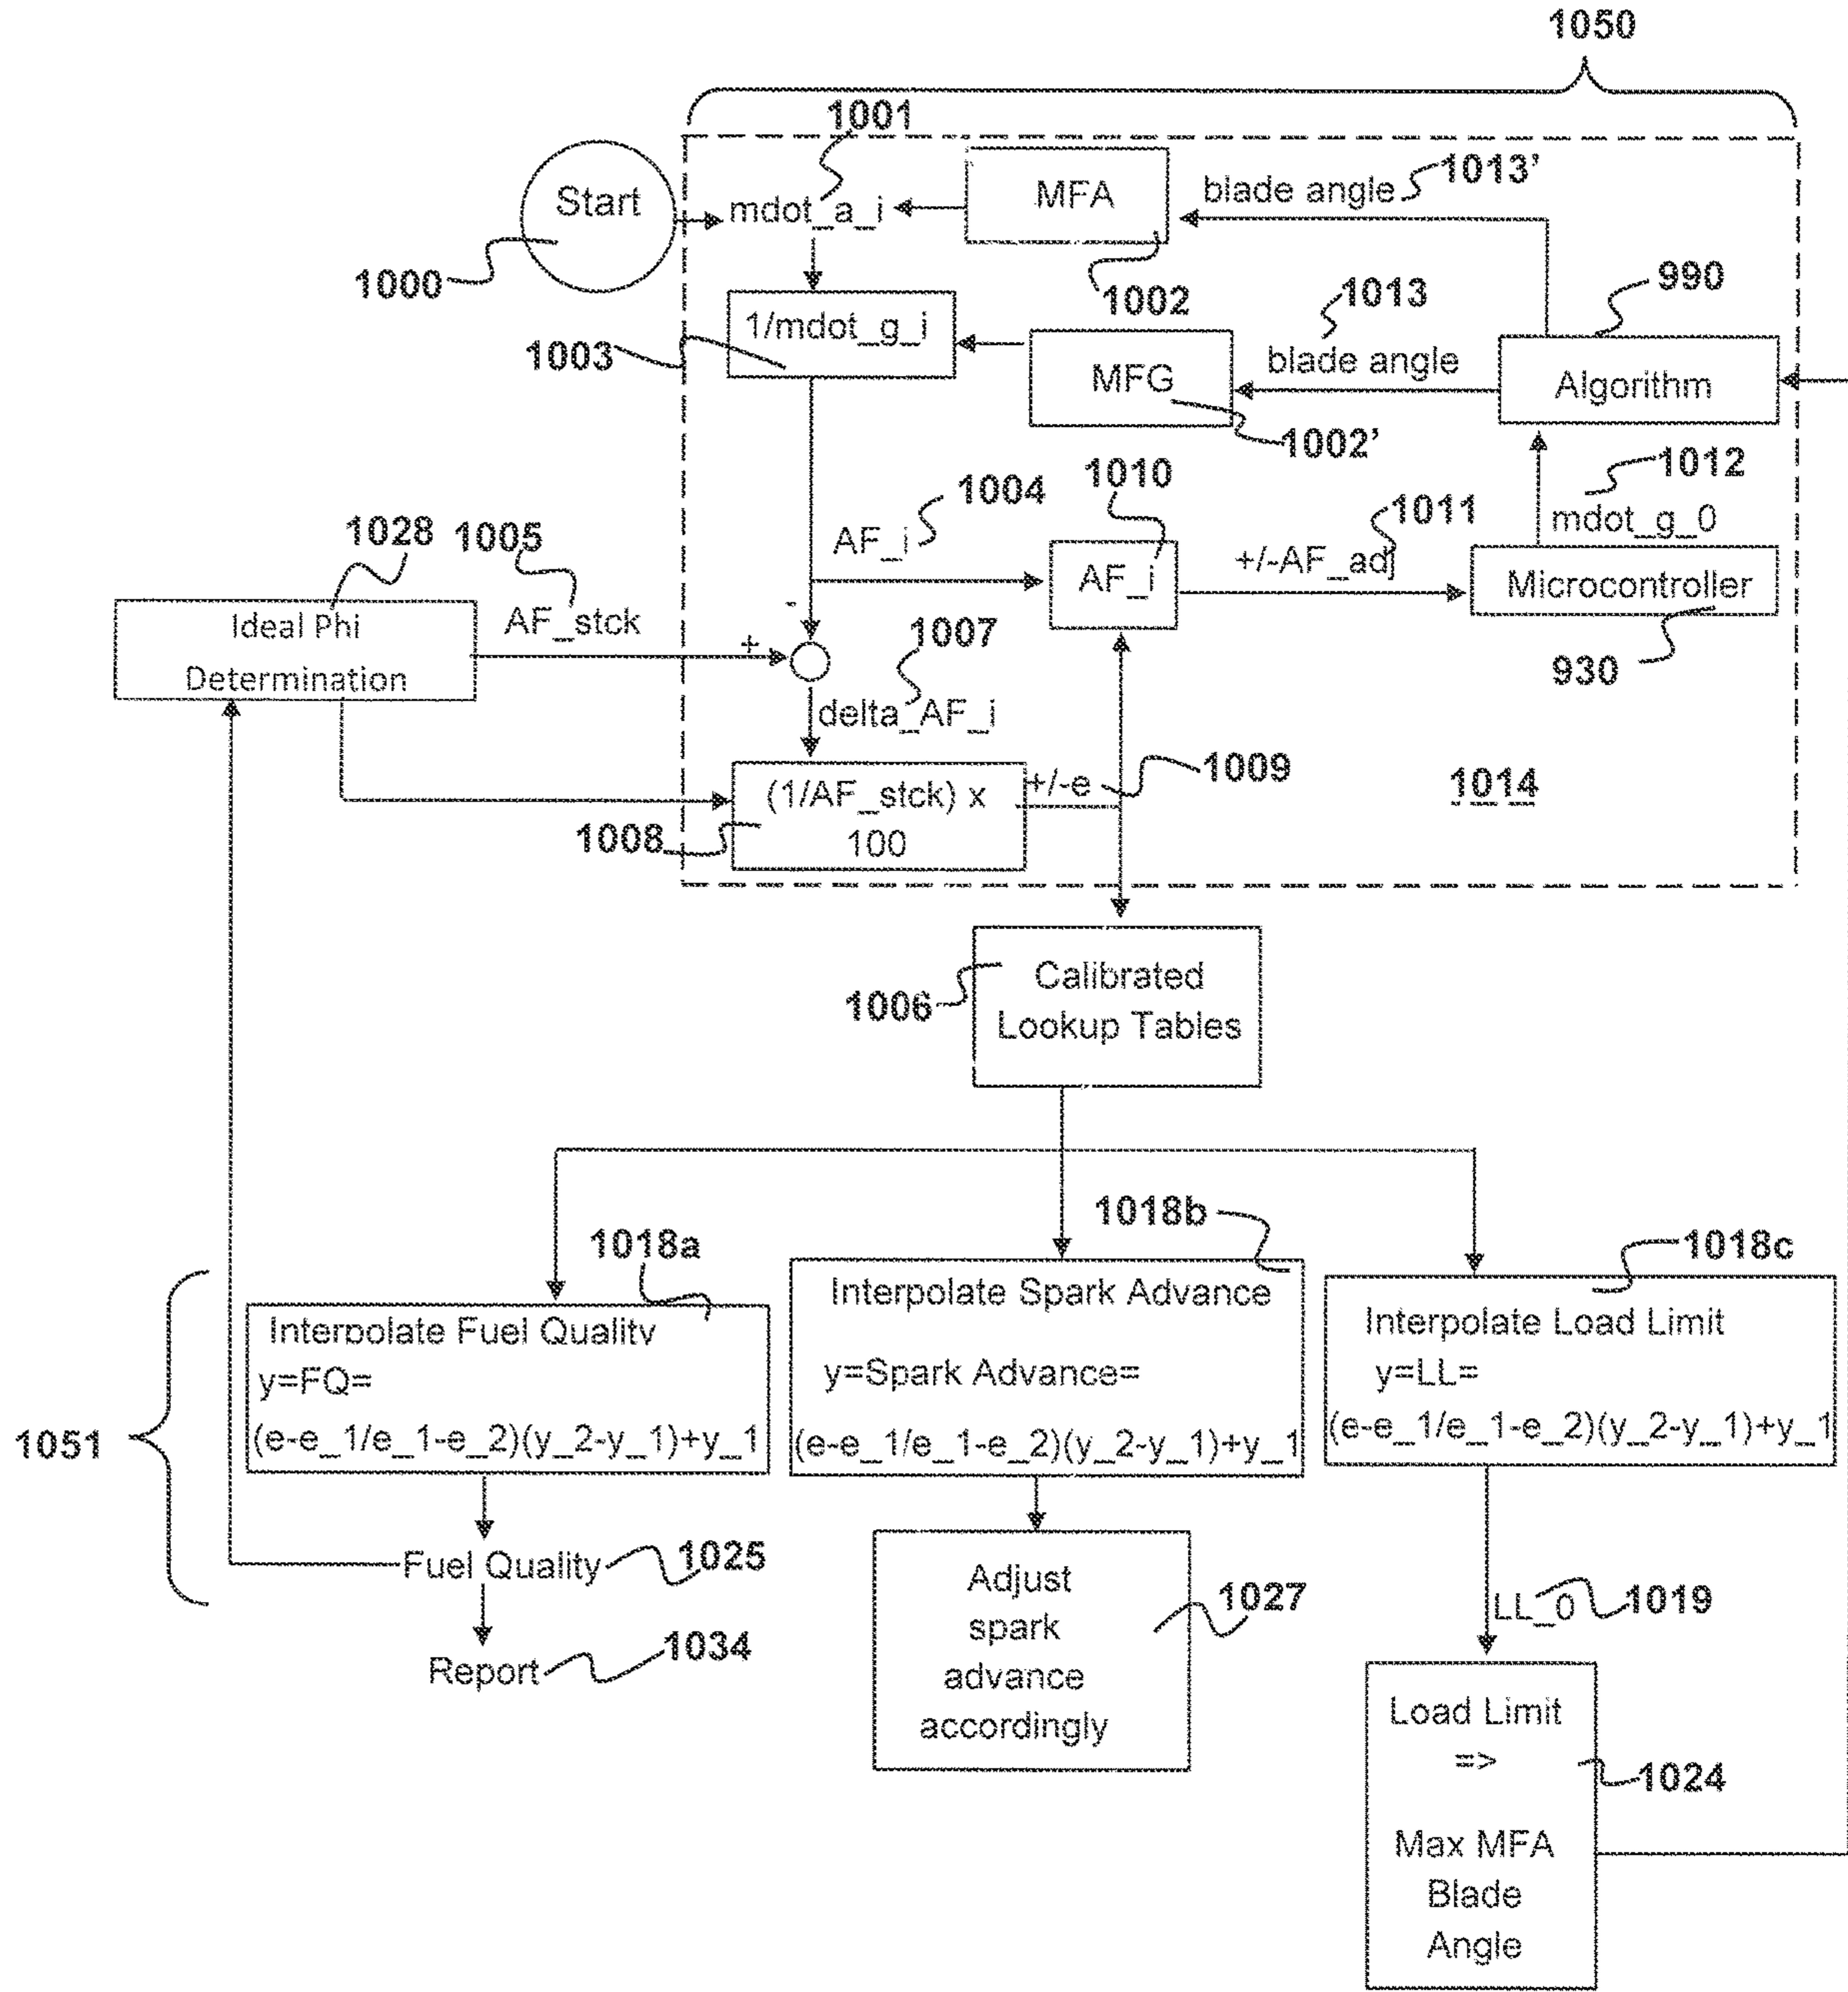 1050
1001
Start
mdot_a_i
MFA
blade angle
1013'
1000
1002
1013
990
1/mdot_g_i
1003
MFG
blade angle
Algorithm
1002'
1010
1012
1004
1011
mdot_g_0
1028
1005
AF_i
AF_i
+/-AF_adj
Microcontroller
Ideal Phi
Determination
AF_stck
-
+
1007
930
delta_AF_i
1009
+/-e
(1/AF_stck) x
100
1008
1014
Calibrated
Lookup Tables
1006
1018b
1018a
1018c
Interpolate Fuel Quality
y=FQ=
(e-e_1/e_1-e_2)(y_2-y_1)+y_1
Interpolate Spark Advance
y=Spark Advance=
(e-e_1/e_1-e_2)(y_2-y_1)+y_1
Interpolate Load Limit
y=LL=
(e-e_1/e_1-e_2)(y_2-y_1)+y_1
1051
Fuel Quality
1025
Report
1034
Adjust
spark
advance
accordingly
1027
LL_0
1019
Load Limit
=>
Max MFA
Blade
Angle
1024